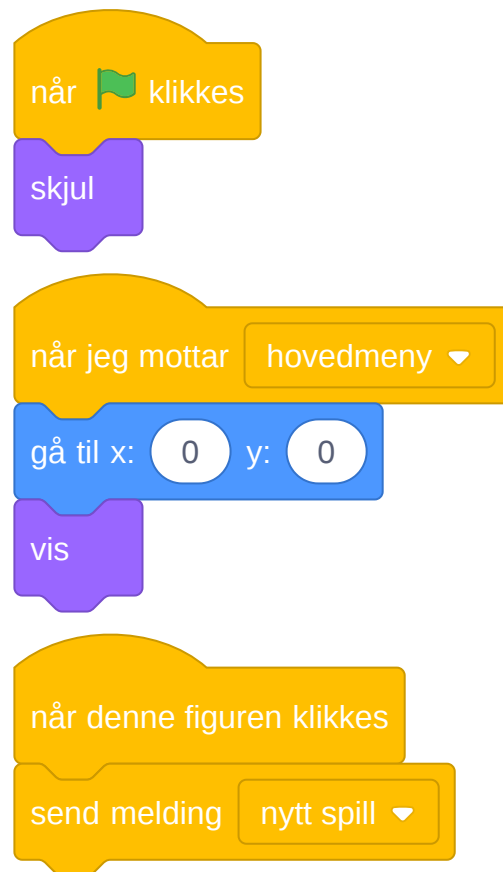 når klikkes
skjul
når jeg mottar hovedmeny
gå til x: 0 y: 0
vis
når denne figuren klikkes
send melding nytt spill